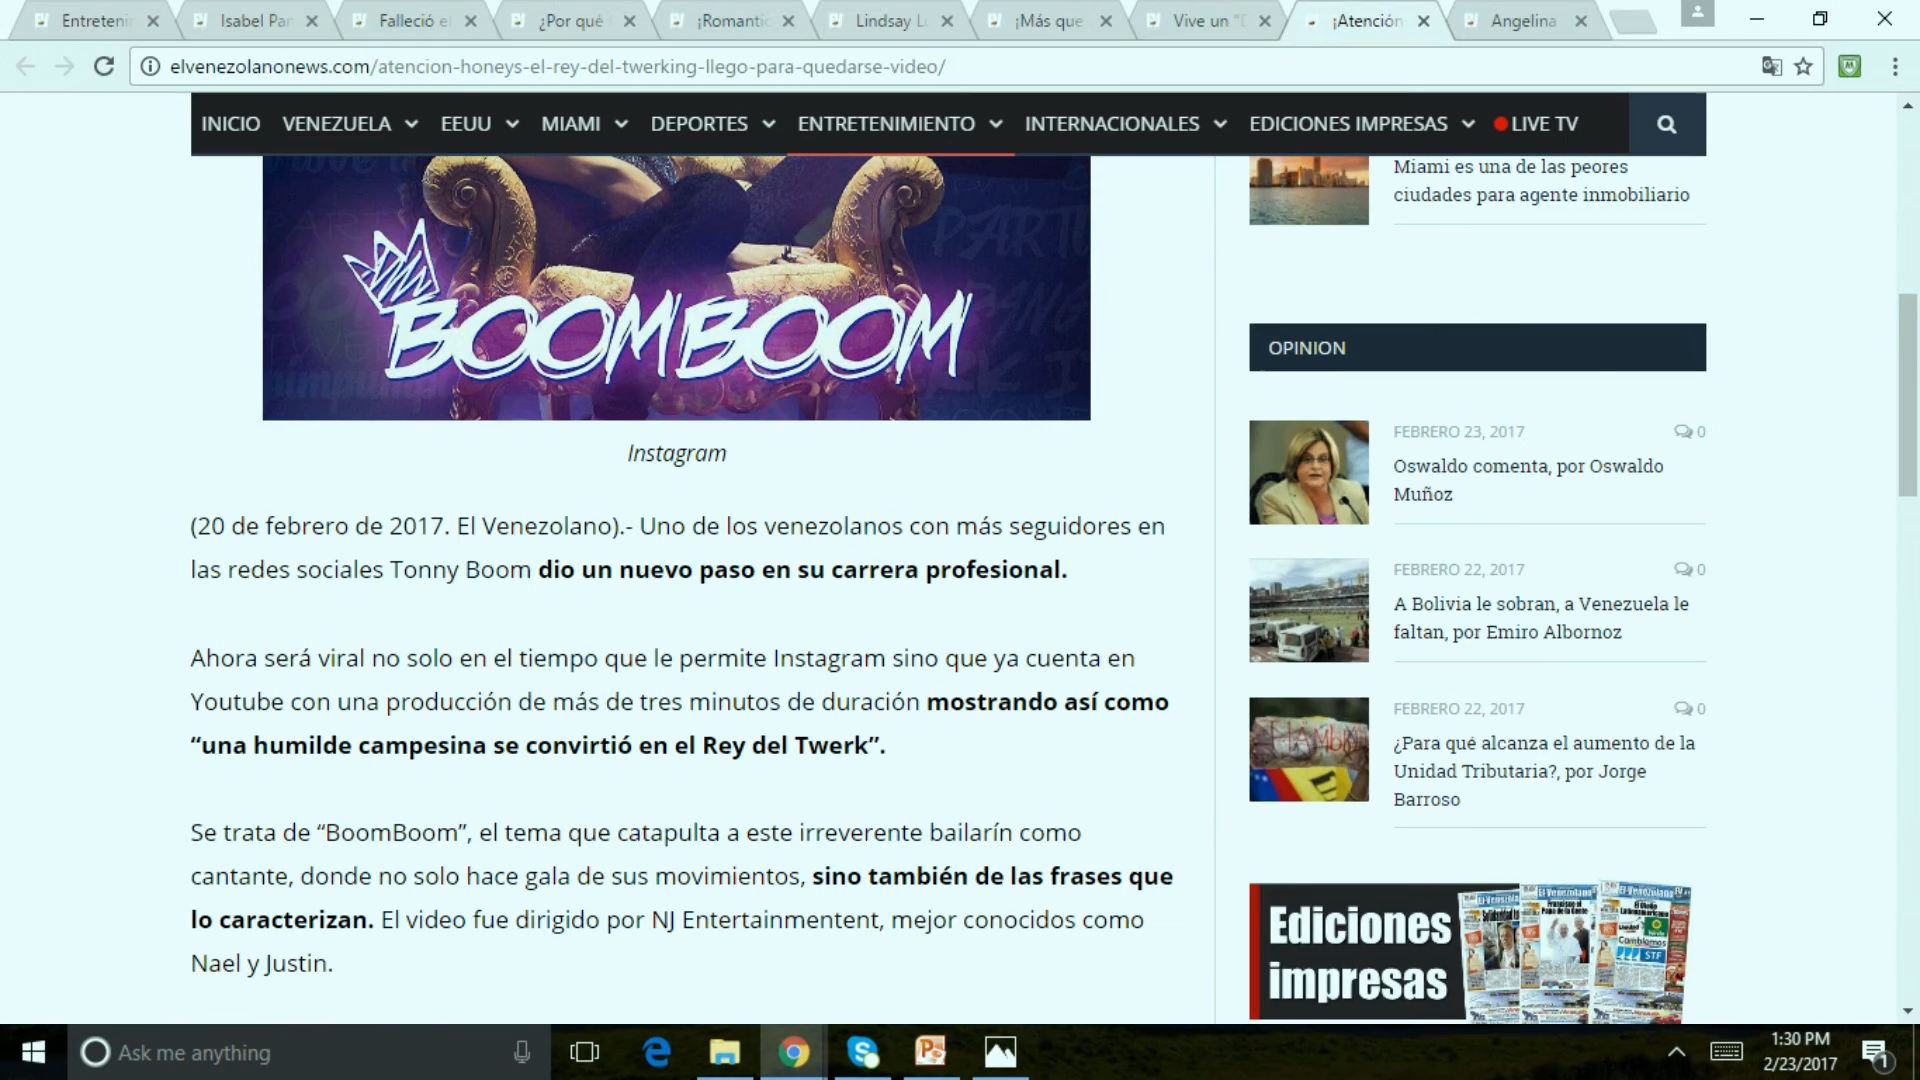 Entreteni
Isabel Pan
Falleció e
¿Por qué
¡Romantic
Lindsay L
¡Más que
Vive un "D
¡Atención
Angelina
elvenezolanonews.com/atencion-honeys-el-rey-del-twerking-llego-para-quedarse-video/
INICIO VENEZUELA EEUU MIAMI DEPORTES ENTRETENIMIENTO INTERNACIONALES EDICIONES IMPRESAS LIVE TV
BOOMBOOM
Instagram
(20 de febrero de 2017. El Venezolano).- Uno de los venezolanos con más seguidores en
las redes sociales Tonny Boom dio un nuevo paso en su carrera profesional.
Ahora será viral no solo en el tiempo que le permite Instagram sino que ya cuenta en
Youtube con una producción de más de tres minutos de duración mostrando así como
“una humilde campesina se convirtió en el Rey del Twerk”.
Se trata de “BoomBoom”, el tema que catapulta a este irreverente bailarín como
cantante, donde no solo hace gala de sus movimientos, sino también de las frases que
lo caracterizan. El video fue dirigido por NJ Entertainmentent, mejor conocidos como
Nael y Justin.
Miami es una de las peores
ciudades para agente inmobiliario
OPINION
FEBRERO 23, 2017 0
Oswaldo comenta, por Oswaldo
Muñoz
FEBRERO 22, 2017 0
A Bolivia le sobran, a Venezuela le
faltan, por Emiro Albornoz
FEBRERO 22, 2017 0
¿Para qué alcanza el aumento de la
Unidad Tributaria?, por Jorge
Barroso
Ediciones
impresas
Ask me anything
1:30 PM
2/23/2017
1